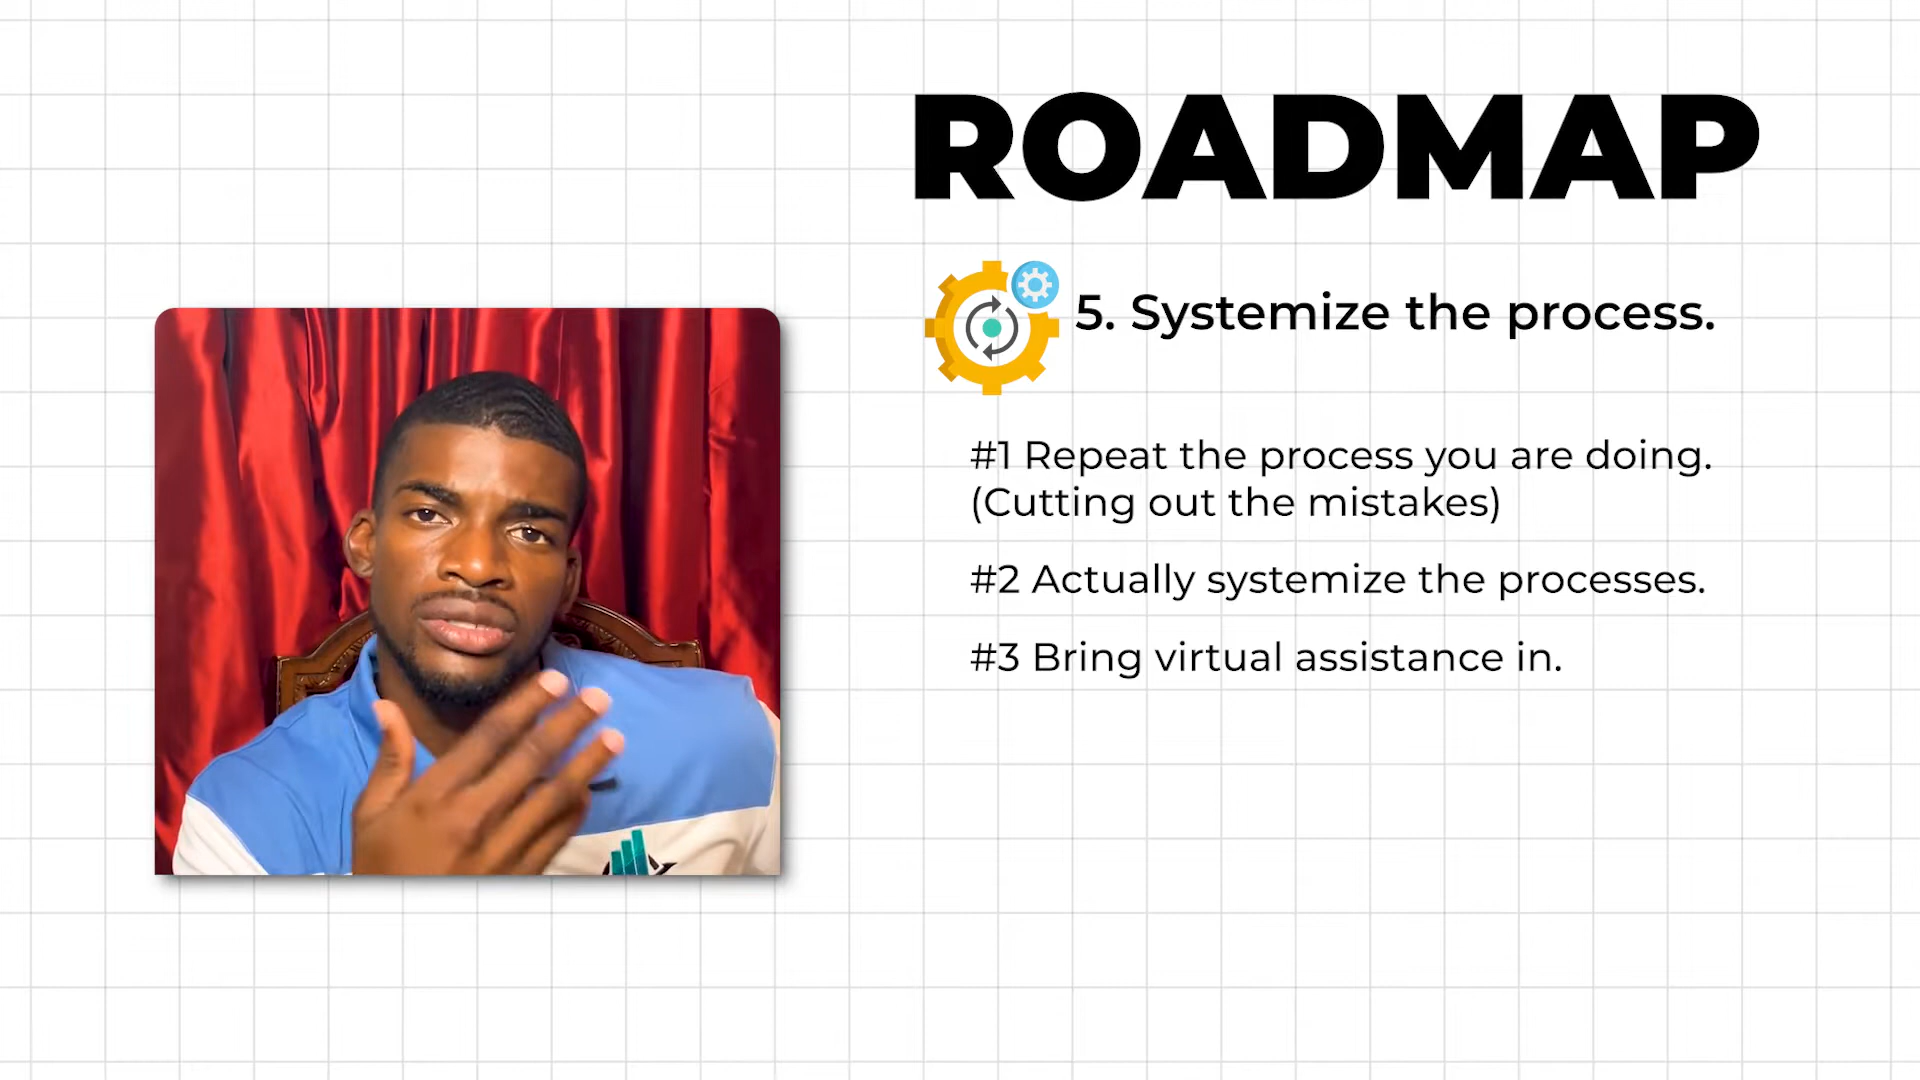 ROADMAP
5. Systemize the process.
#1 Repeat the process you are doing.
(Cutting out the mistakes)
#2 Actually systemize the processes.
#3 Bring virtual assistance in.